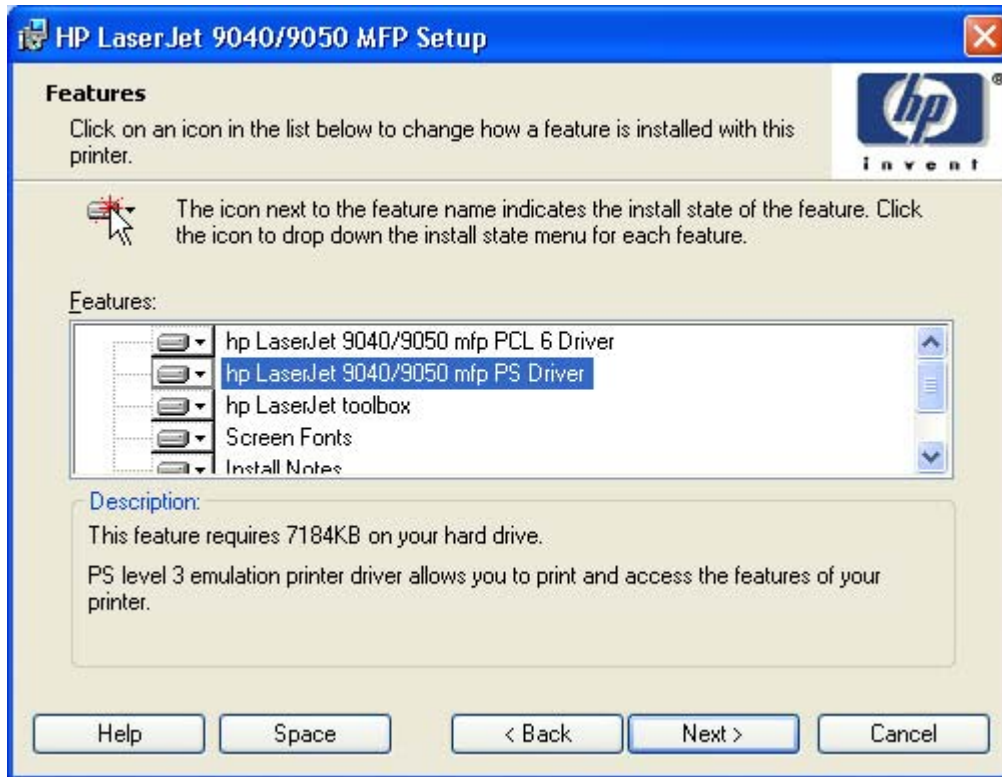 HP LaserJet 9040/9050 MFP Setup
Features
Click on an icon in the list below to change how a feature is installed with this
printer.
hp
®
invent
The icon next to the feature name indicates the install state of the feature. Click
the icon to drop down the install state menu for each feature.
Features:
hp LaserJet 9040/9050 mfp PCL 6 Driver
hp LaserJet 9040/9050 mfp PS Driver
hp LaserJet toolbox
Screen Fonts
Install Notes
Description:
This feature requires 7184KB on your hard drive.
PS level 3 emulation printer driver allows you to print and access the features of your
printer.
Help
Space
< Back
Next >
Cancel